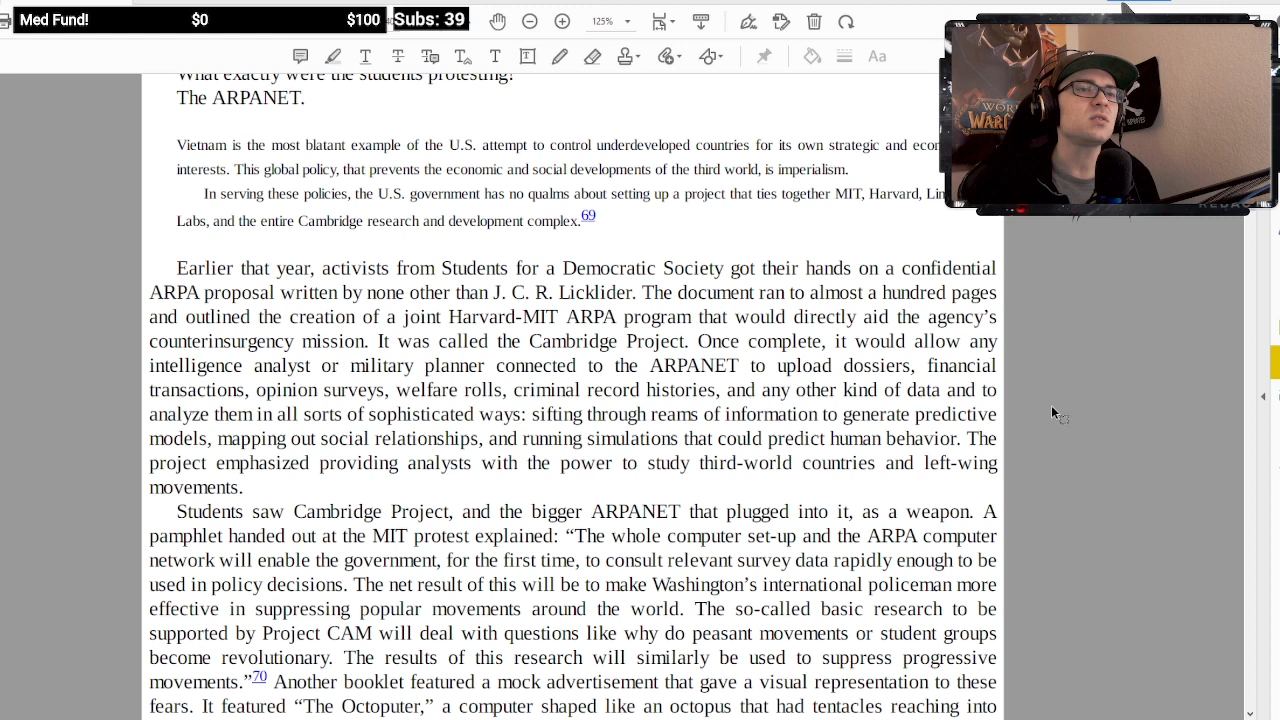 Med Fund! $0 $100 Subs: 39
125%
Aa
What exactly were the students protesting?
The ARPANET.
Vietnam is the most blatant example of the U.S. attempt to control underdeveloped countries for its own strategic and
interests. This global policy, that prevents the economic and social developments of the third world, is imperialism.
In serving these policies, the U.S. government has no qualms about setting up a project that ties together MIT, Harvard,
Labs, and the entire Cambridge research and development complex.69
Earlier that year, activists from Students for a Democratic Society got their hands on a confidential
ARPA proposal written by none other than J. C. R. Licklider. The document ran to almost a hundred pages
and outlined the creation of a joint Harvard-MIT ARPA program that would directly aid the agency’s
counterinsurgency mission. It was called the Cambridge Project. Once complete, it would allow any
intelligence analyst or military planner connected to the ARPANET to upload dossiers, financial
transactions, opinion surveys, welfare rolls, criminal record histories, and any other kind of data and to
analyze them in all sorts of sophisticated ways: sifting through reams of information to generate predictive
models, mapping out social relationships, and running simulations that could predict human behavior. The
project emphasized providing analysts with the power to study third-world countries and left-wing
movements.
Students saw Cambridge Project, and the bigger ARPANET that plugged into it, as a weapon. A
pamphlet handed out at the MIT protest explained: “The whole computer set-up and the ARPA computer
network will enable the government, for the first time, to consult relevant survey data rapidly enough to be
used in policy decisions. The net result of this will be to make Washington’s international policeman more
effective in suppressing popular movements around the world. The so-called basic research to be
supported by Project CAM will deal with questions like why do peasant movements or student groups
become revolutionary. The results of this research will similarly be used to suppress progressive
movements.”70 Another booklet featured a mock advertisement that gave a visual representation to these
fears. It featured “The Octoputer,” a computer shaped like an octopus that had tentacles reaching into